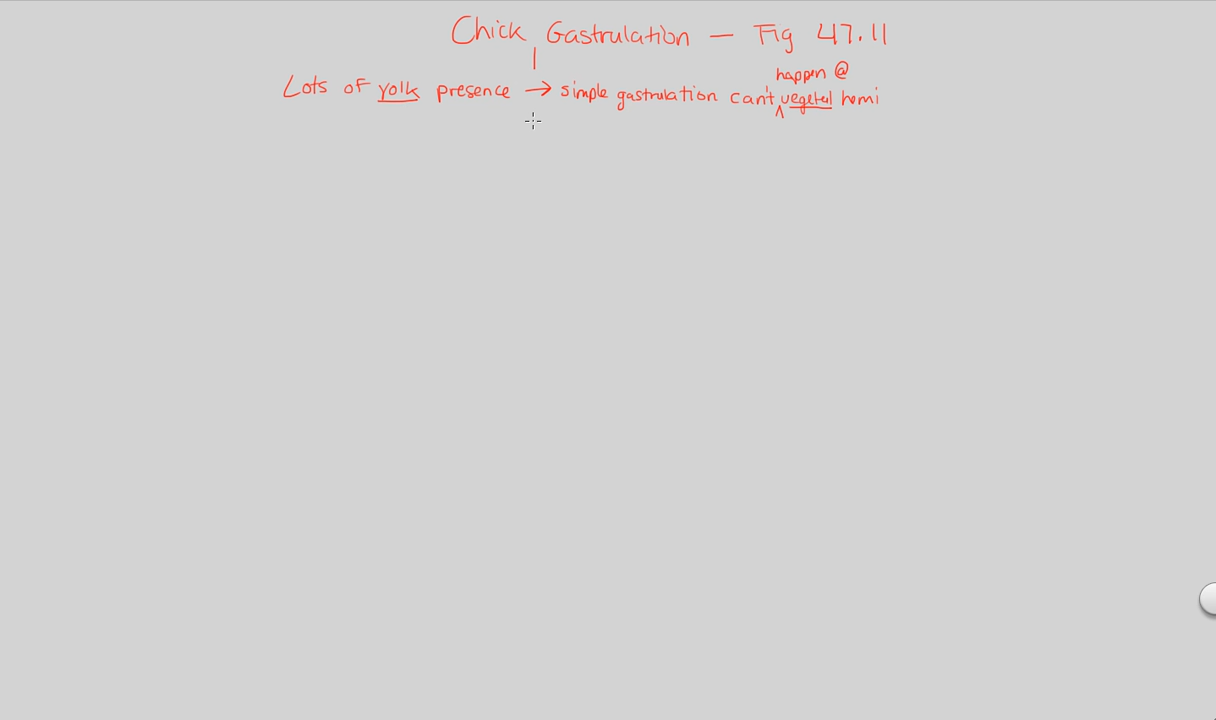 Chick Gastrulation — Fig 47.11
happen @
Lots of yolk presence → simple gastrulation can't ^ vegetal hemi